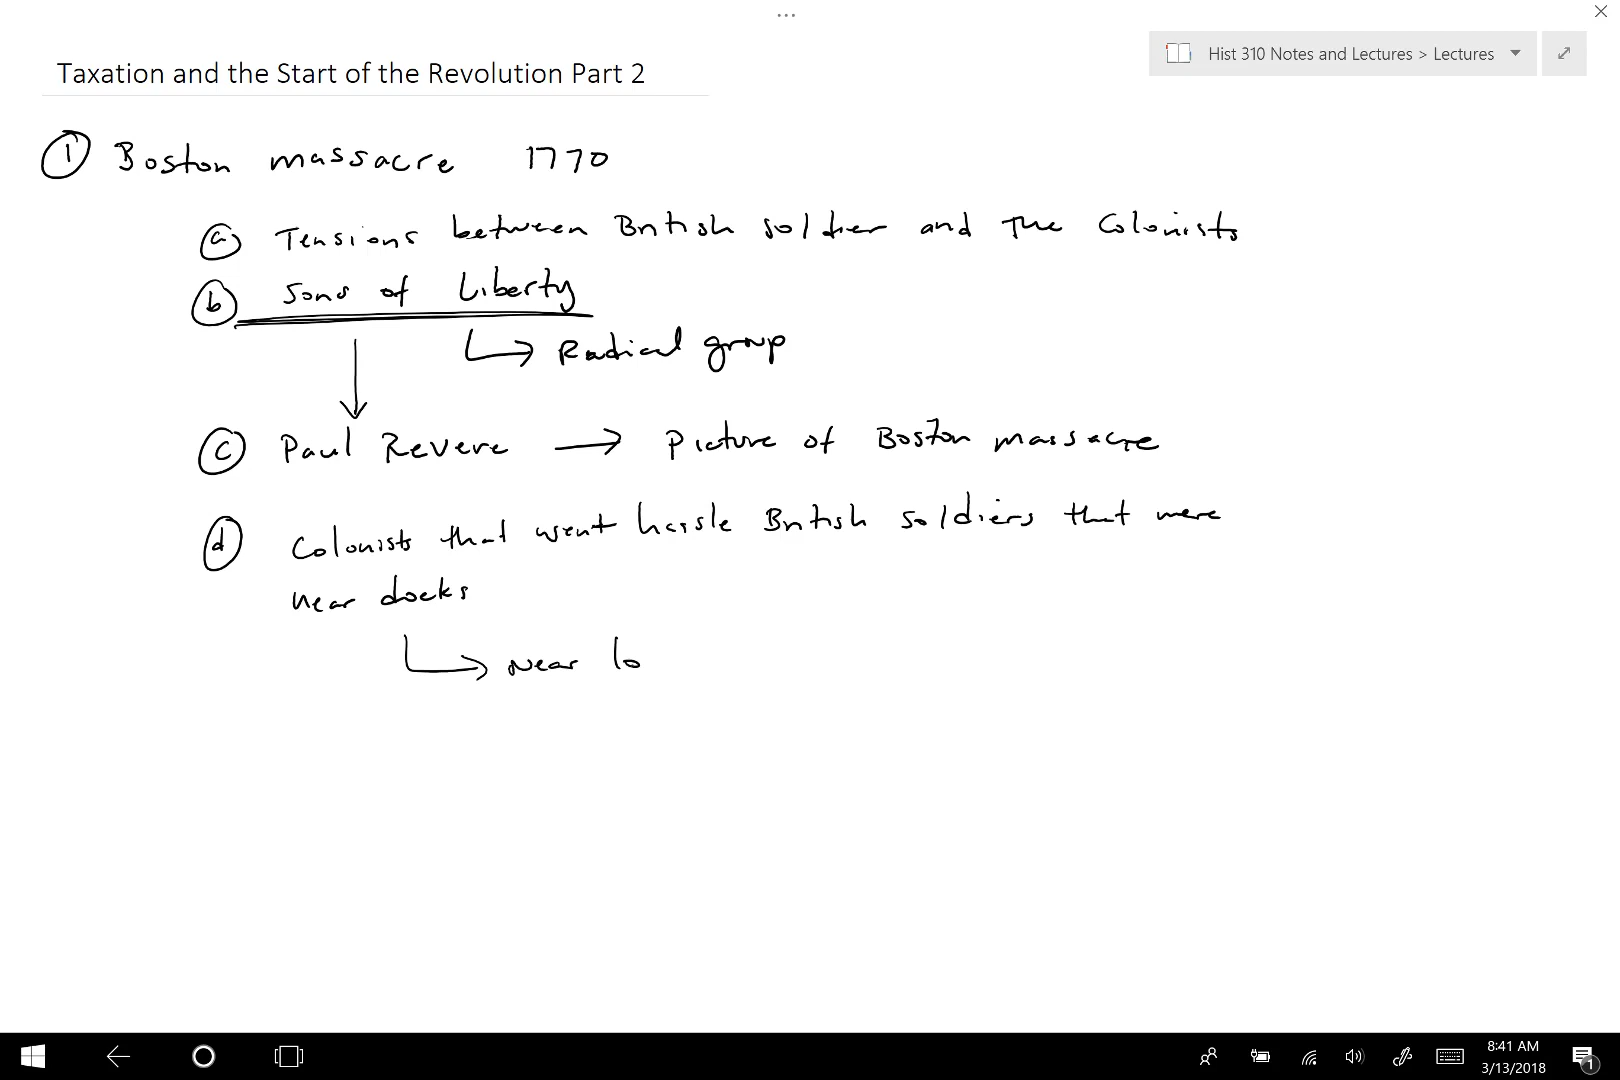 Taxation and the Start of the Revolution Part 2
Hist 310 Notes and Lectures > Lectures
① Boston massacre 1770
ⓐ Tensions between British soldier and The Colonists
ⓑ Sons of Liberty
↳ Radical group
ⓒ Paul Revere → Picture of Boston massacre
ⓓ Colonists that went hassle British soldiers that were
near docks
↳ Near lo
8:41 AM
3/13/2018
1